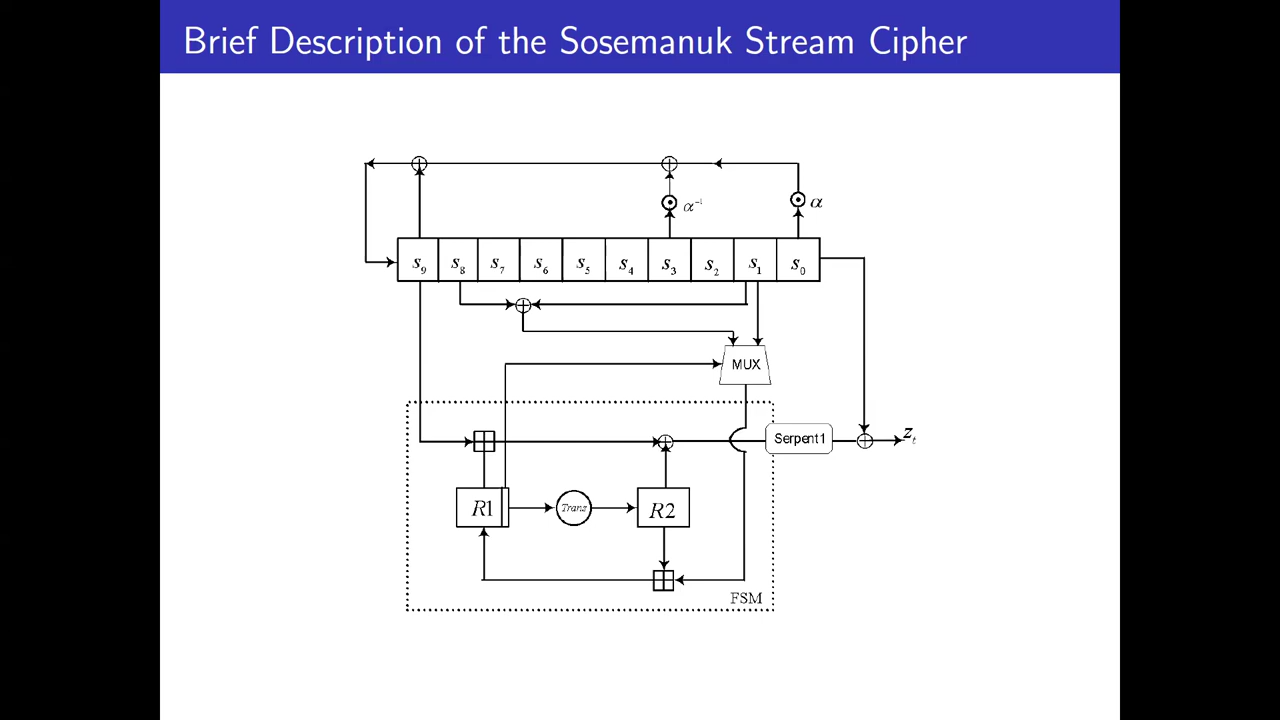 Brief Description of the Sosemanuk Stream Cipher
α⁻¹
α
s₉ s₈ s₇ s₆ s₅ s₄ s₃ s₂ s₁ s₀
MUX
Serpent1
zₜ
R1
Trans
R2
FSM